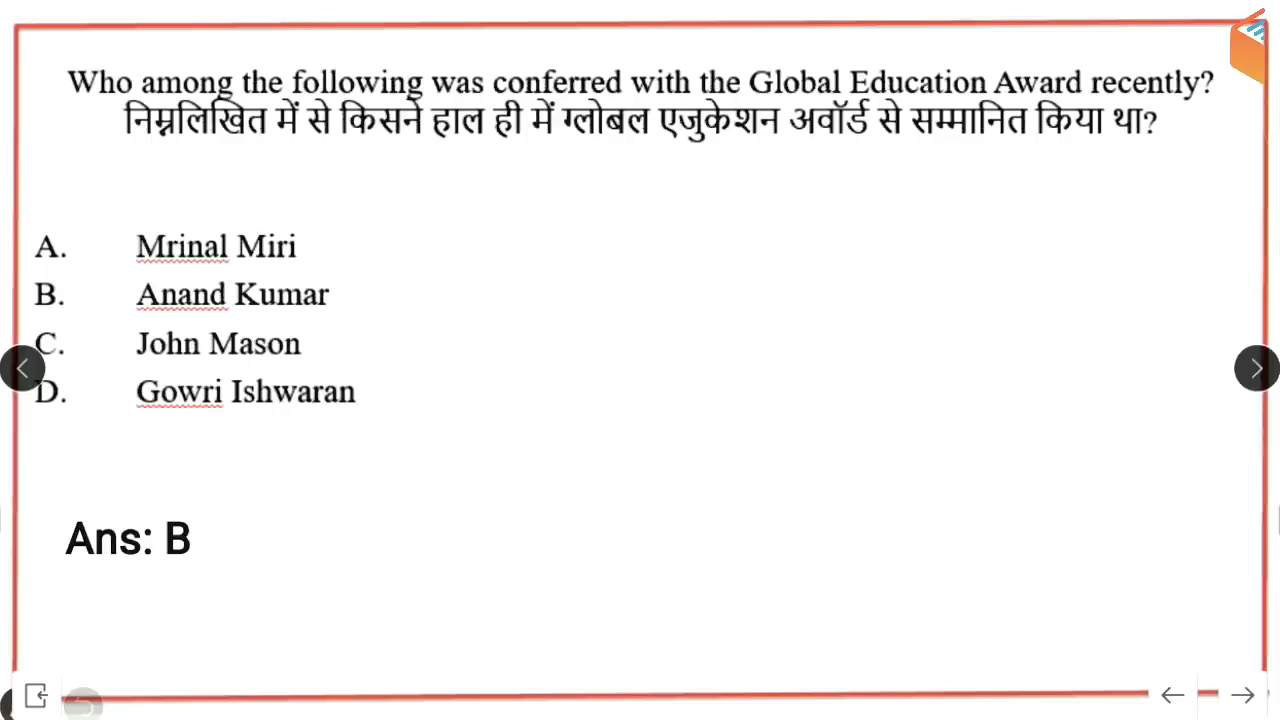 Who among the following was conferred with the Global Education Award recently?
निम्नलिखित में से किसने हाल ही में ग्लोबल एजुकेशन अवॉर्ड से सम्मानित किया था?
A. Mrinal Miri
B. Anand Kumar
C. John Mason
D. Gowri Ishwaran
Ans: B